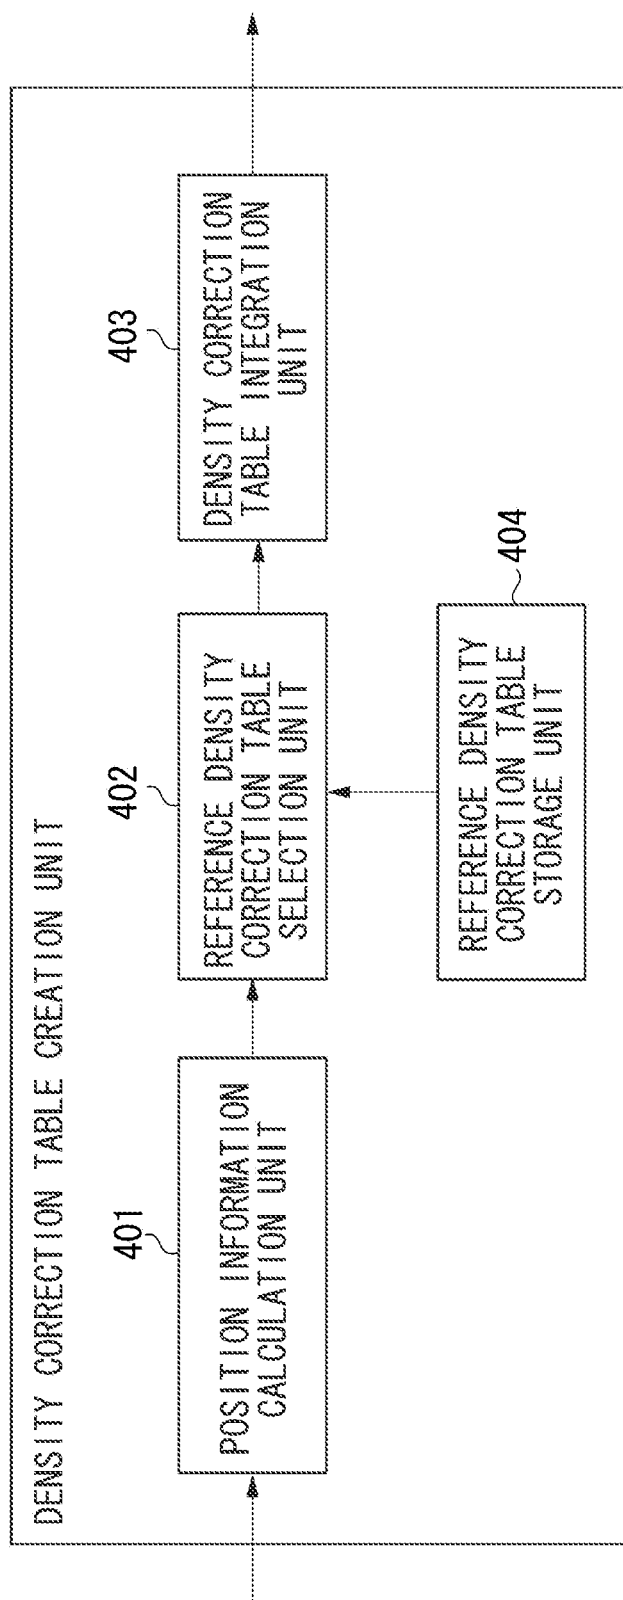 DENSITY CORRECTION TABLE CREATION UNIT
401
POSITION INFORMATION
CALCULATION UNIT
402
REFERENCE DENSITY
CORRECTION TABLE
SELECTION UNIT
403
DENSITY CORRECTION
TABLE INTEGRATION
UNIT
404
REFERENCE DENSITY
CORRECTION TABLE
STORAGE UNIT